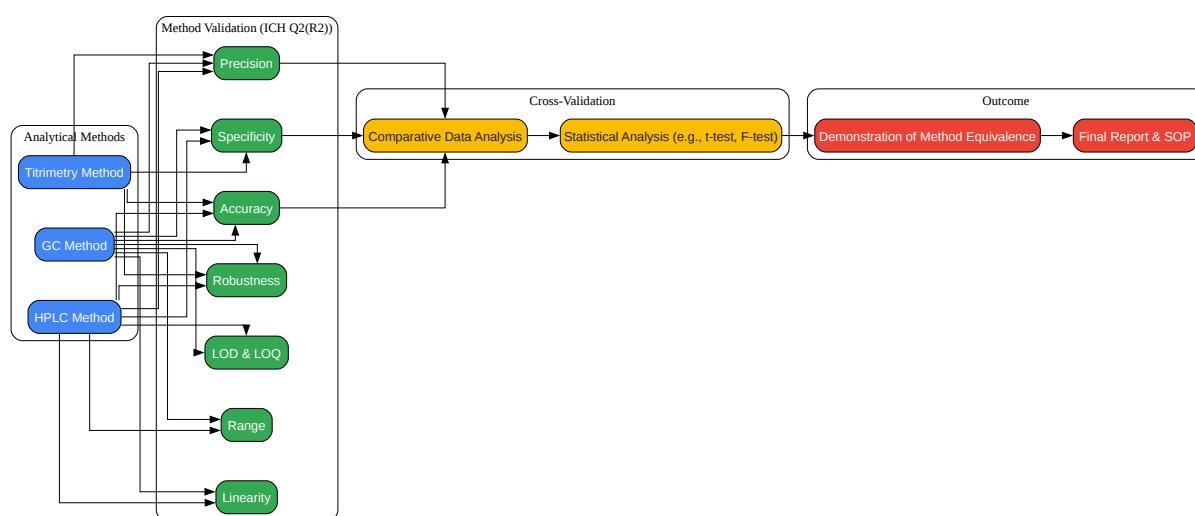 Method Validation (ICH Q2(R2))
Precision
Cross-Validation
Outcome
Analytical Methods
Specificity
Comparative Data Analysis
Statistical Analysis (e.g., t-test, F-test)
Demonstration of Method Equivalence
Final Report & SOP
Titrimetry Method
Accuracy
GC Method
Robustness
HPLC Method
LOD & LOQ
Range
Linearity